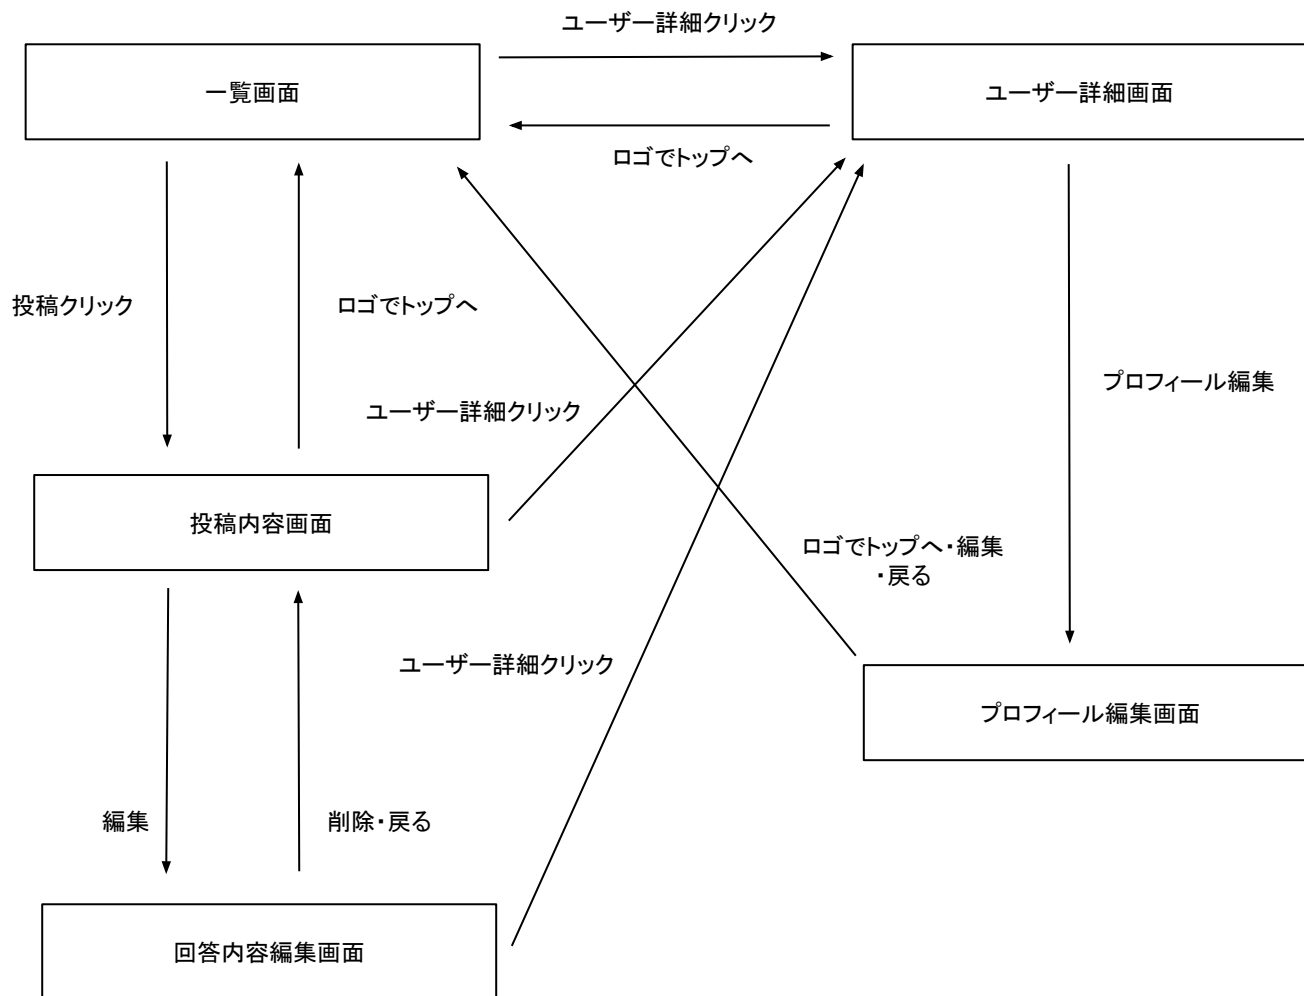 ユーザー詳細クリック
一覧画面
ユーザー詳細画面
ロゴでトップへ
投稿クリック
ロゴでトップへ
プロフィール編集
ユーザー詳細クリック
投稿内容画面
ロゴでトップへ・編集
・戻る
ユーザー詳細クリック
プロフィール編集画面
編集
削除・戻る
回答内容編集画面